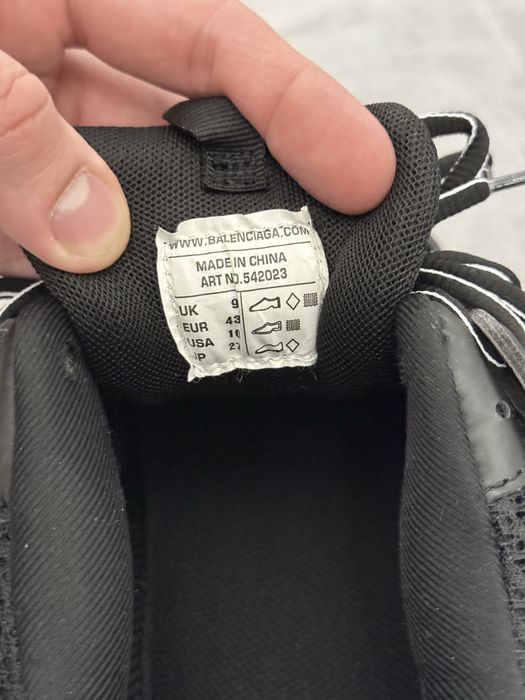 WWW.BALENCIAGA.COM
MADE IN CHINA
ART NO.542023
UK 9
EUR 43
USA 10